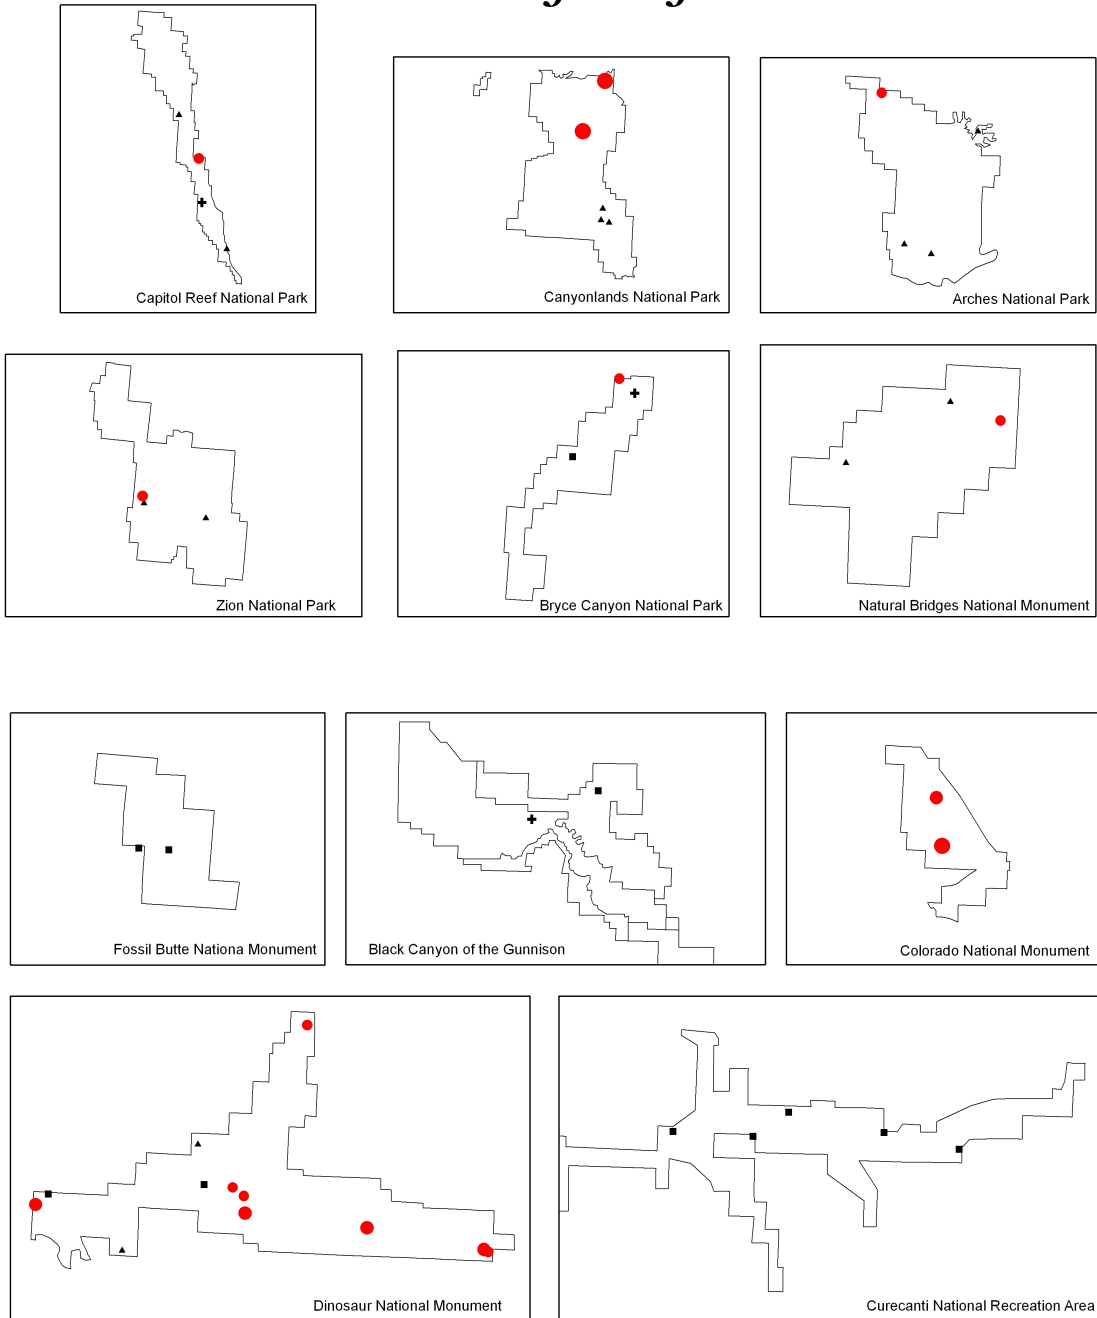 Capitol Reef National Park
Canyonlands National Park
Arches National Park
Zion National Park
Bryce Canyon National Park
Natural Bridges National Monument
Fossil Butte Nationa Monument
Black Canyon of the Gunnison
Colorado National Monument
Dinosaur National Monument
Curecanti National Recreation Area